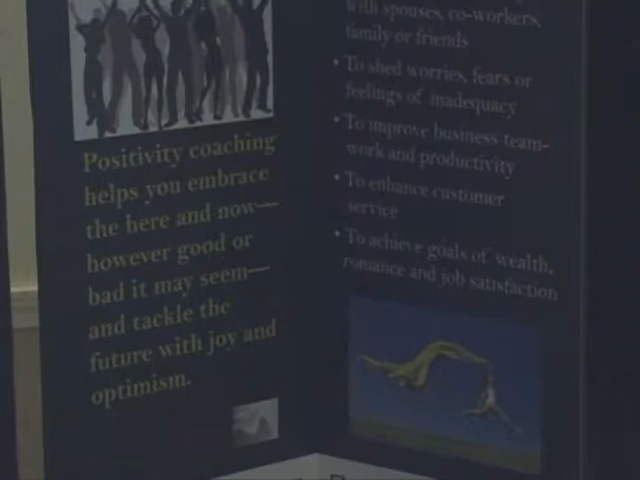 Positivity coaching
helps you embrace
the here and now—
however good or
bad it may seem—
and tackle the
future with joy and
optimism.
with spouses, co-workers,
family or friends
• To shed worries, fears or
feelings of inadequacy
• To improve business team-
work and productivity
• To enhance customer
service
• To achieve goals of wealth,
romance and job satisfaction